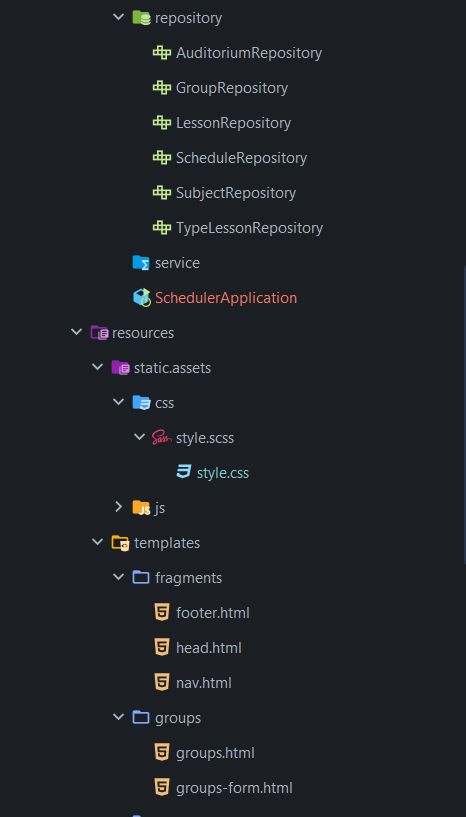 repository
AuditoriumRepository
GroupRepository
LessonRepository
ScheduleRepository
SubjectRepository
TypeLessonRepository
service
SchedulerApplication
resources
static.assets
css
style.scss
style.css
js
templates
fragments
footer.html
head.html
nav.html
groups
groups.html
groups-form.html